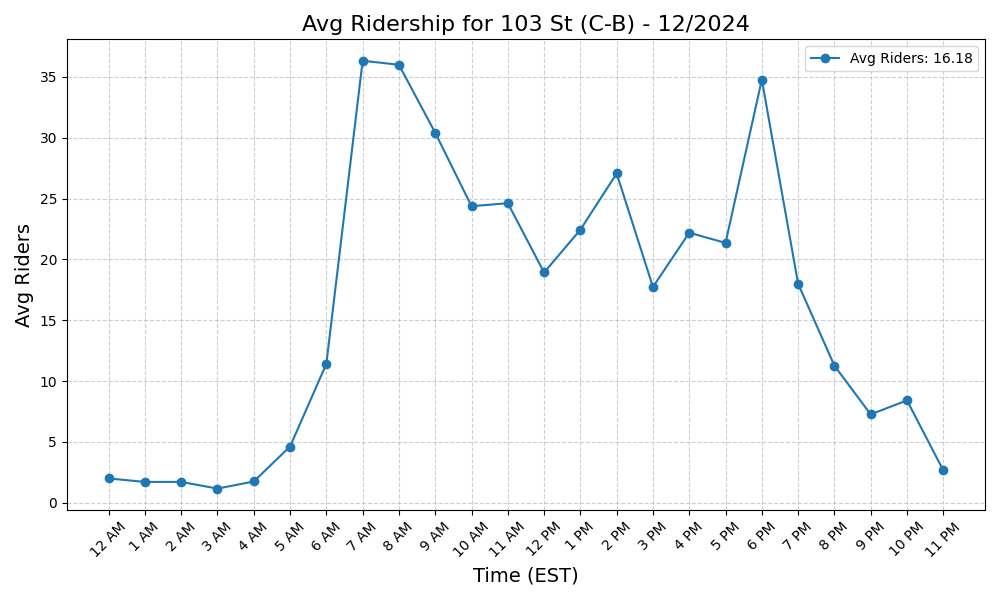 Avg Ridership for 103 St (C-B) - 12/2024
Avg Riders: 16.18
Avg Riders
35
30
25
20
15
10
5
0
12 AM
1 AM
2 AM
3 AM
4 AM
5 AM
6 AM
7 AM
8 AM
9 AM
10 AM
11 AM
12 PM
1 PM
2 PM
3 PM
4 PM
5 PM
6 PM
7 PM
8 PM
9 PM
10 PM
11 PM
Time (EST)